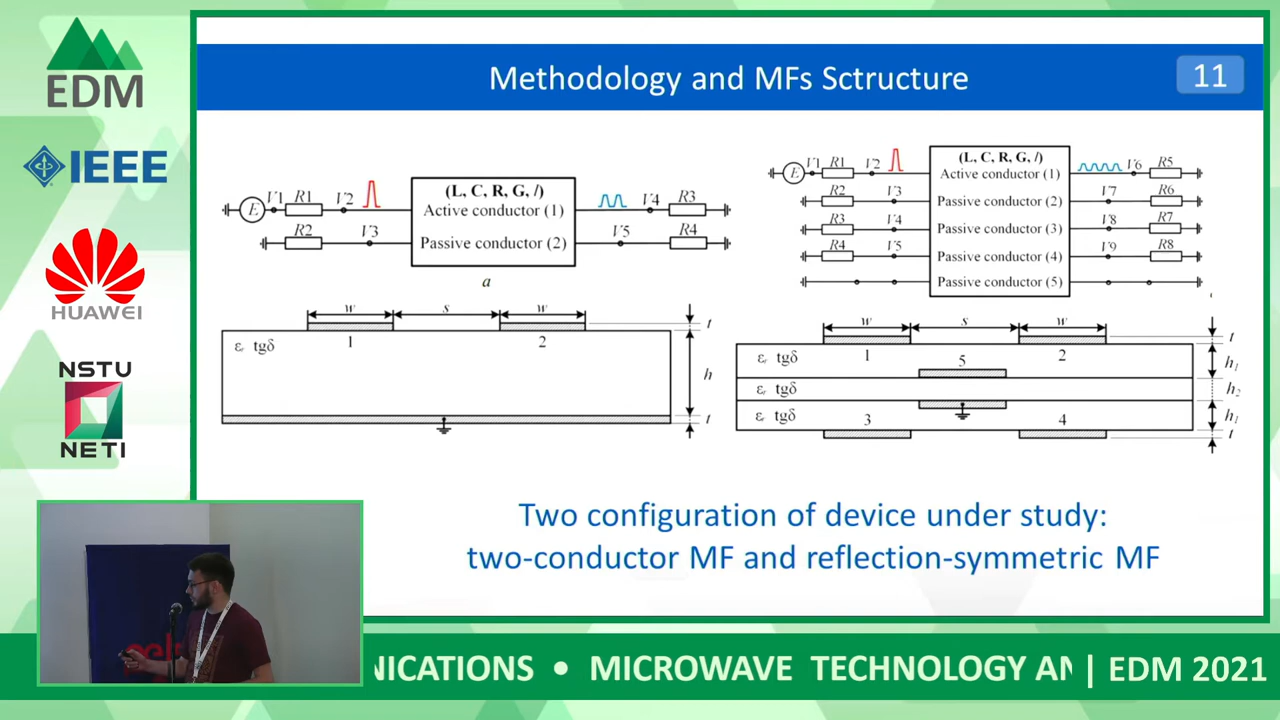 EDM
IEEE
HUAWEI
NSTU
NETI
Methodology and MFs Sctructure
11
E V1 R1 V2
R2 V3
(L, C, R, G, l)
Active conductor (1)
Passive conductor (2)
V4 R3
V5 R4
a
w s w
t
εr tgδ 1 2
h
t
V1 R1 V2
E
R2 V3
R3 V4
R4 V5
(L, C, R, G, l)
Active conductor (1)
Passive conductor (2)
Passive conductor (3)
Passive conductor (4)
Passive conductor (5)
V6 R5
V7 R6
V8 R7
V9 R8
w s w
t
εr tgδ 1 5 2 h1
εr tgδ h2
εr tgδ 3 4 h1
t
Two configuration of device under study:
two-conductor MF and reflection-symmetric MF
NICATIONS • MICROWAVE TECHNOLOGY AN | EDM 2021